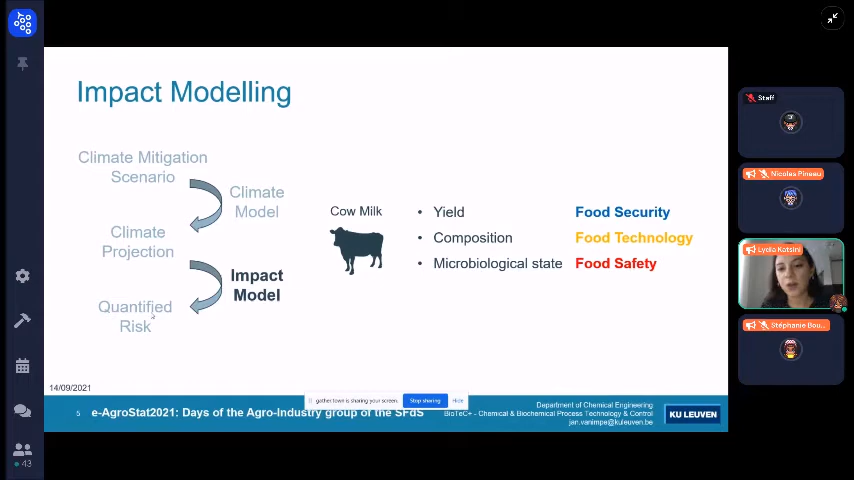 Impact Modelling
Climate Mitigation
Scenario
Climate
Model
Climate
Projection
Impact
Model
Quantified
Risk
Cow Milk
• Yield
Food Security
• Composition
Food Technology
• Microbiological state
Food Safety
14/09/2021
gather.town is sharing your screen.
Stop sharing
Hide
5
e-AgroStat2021: Days of the Agro-Industry group of the SFdS
Department of Chemical Engineering
BioTeC+ - Chemical & Biochemical Process Technology & Control
jan.vanimpe@kuleuven.be
KU LEUVEN
Staff
Nicolas Pineau
Lydia Katsini
Stéphanie Bou...
43